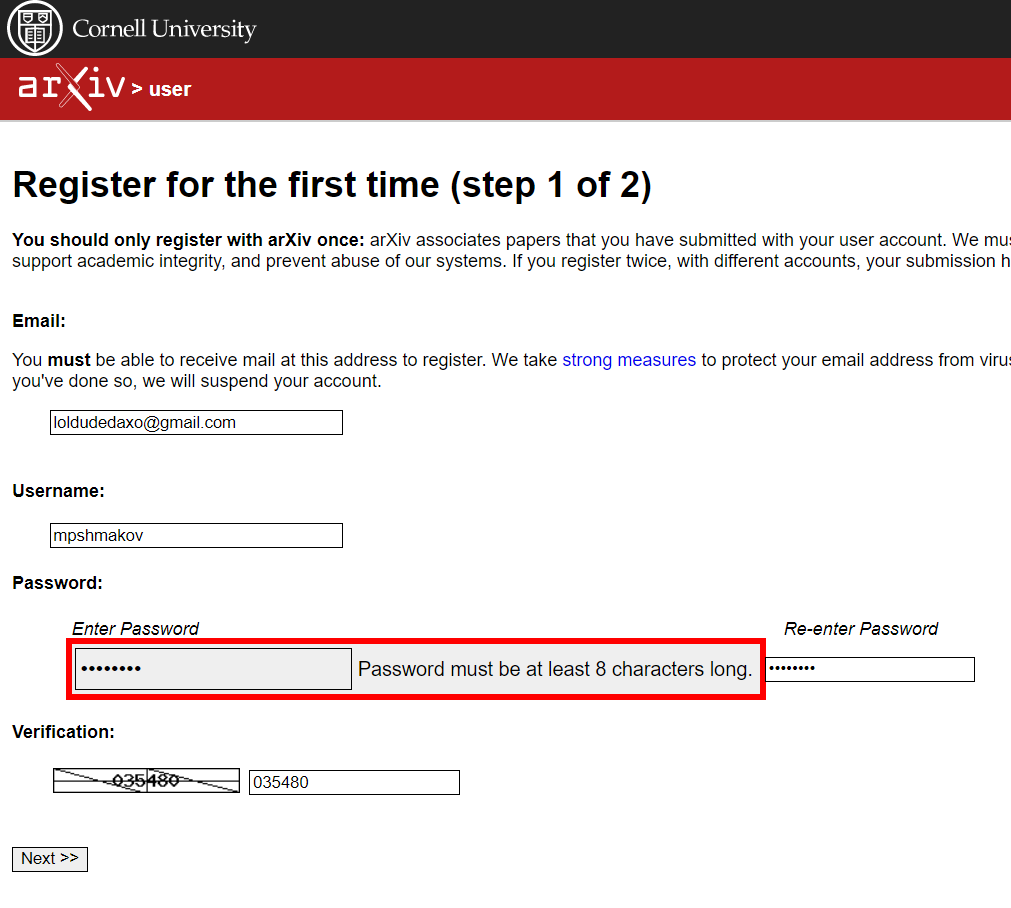 Cornell University
arXiv > user
Register for the first time (step 1 of 2)
You should only register with arXiv once: arXiv associates papers that you have submitted with your user account. We
support academic integrity, and prevent abuse of our systems. If you register twice, with different accounts, your submission
Email:
You must be able to receive mail at this address to register. We take strong measures to protect your email address from
you've done so, we will suspend your account.
loldudedaxo@gmail.com
Username:
mpshmakov
Password:
Enter Password
Re-enter Password
•••••••• Password must be at least 8 characters long. ••••••••
Verification:
035480 035480
Next >>